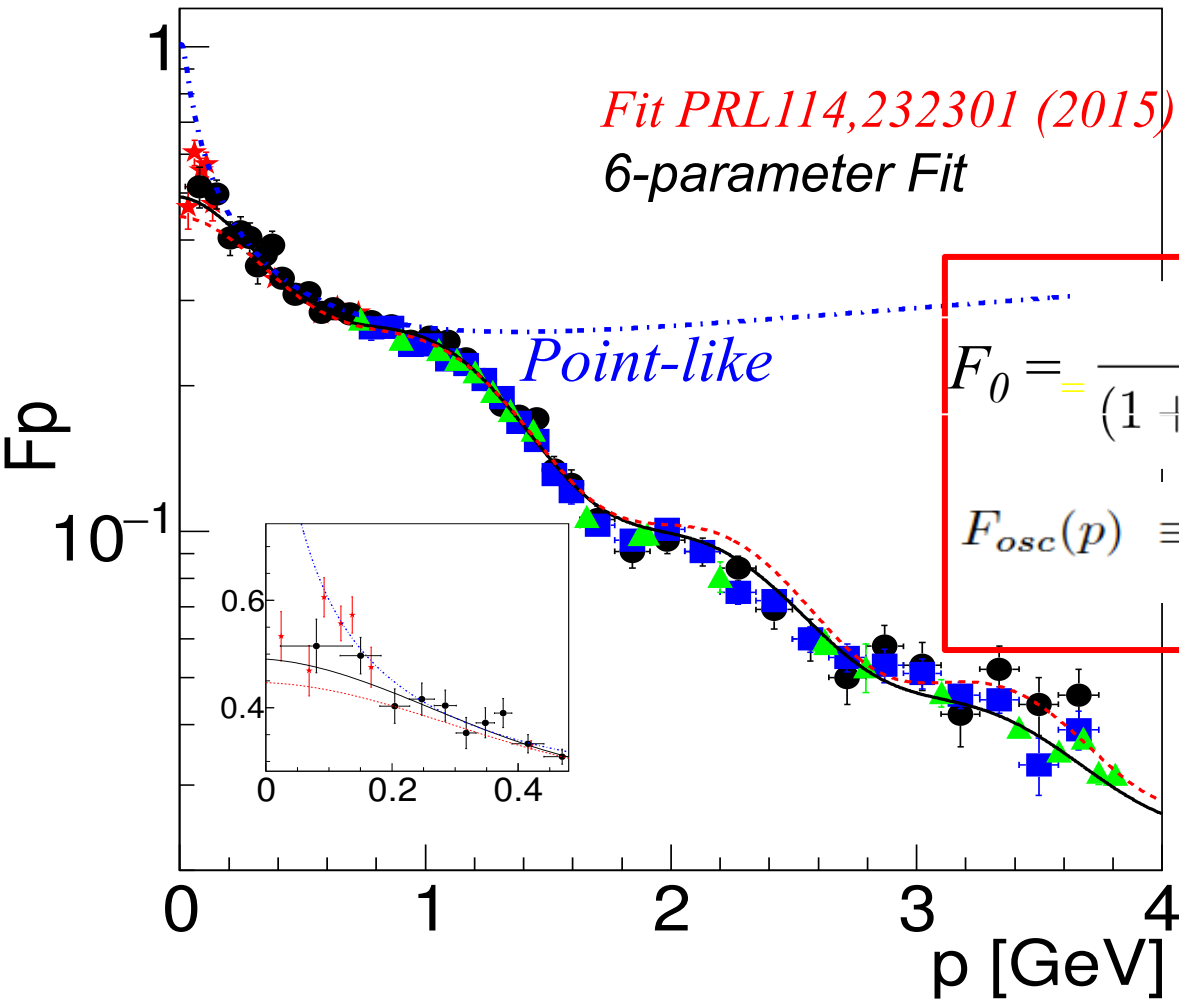 1
Fit PRL114,232301 (2015)
6-parameter Fit
Point-like
F₀ =
=
(1 +
Fp
10⁻¹
Fₒₛc(p) ≡
0.6
0.4
0 0.2 0.4
0 1 2 3 4
p [GeV]